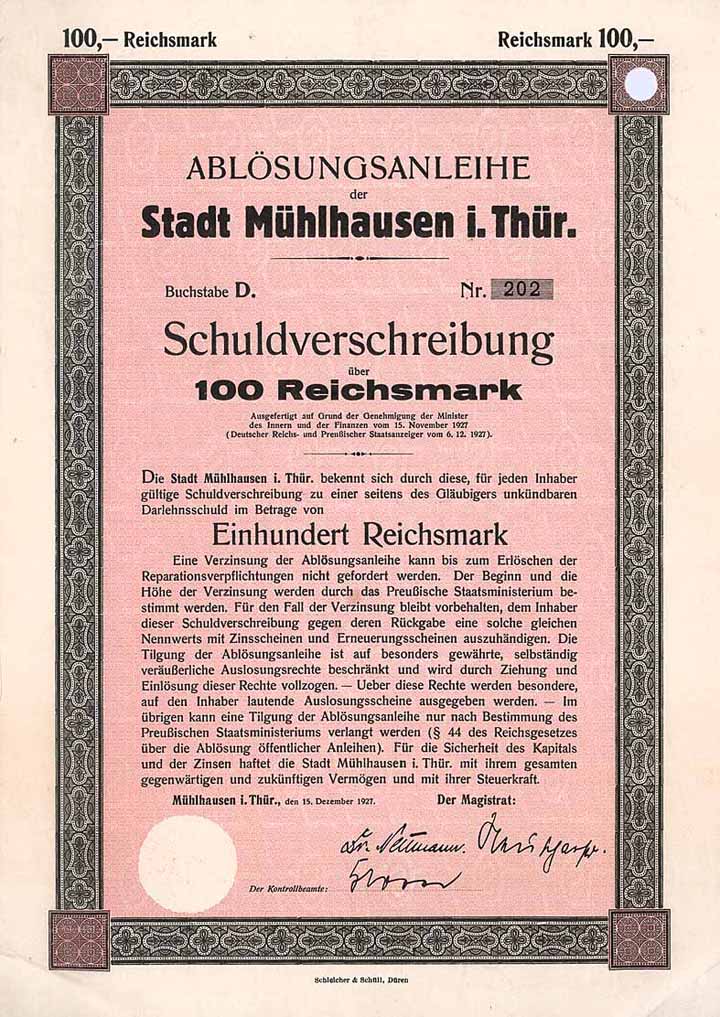 100,— Reichsmark
Reichsmark 100,—
ABLÖSUNGSANLEIHE
der
Stadt Mühlhausen i. Thür.
Buchstabe D.
Nr. 202
Schuldverschreibung
über
100 Reichsmark
Ausgefertigt auf Grund der Genehmigung der Minister
des Innern und der Finanzen vom 15. November 1927
(Deutscher Reichs- und Preußischer Staatsanzeiger vom 6. 12. 1927).
Die Stadt Mühlhausen i. Thür. bekennt sich durch diese, für jeden Inhaber
gültige Schuldverschreibung zu einer seitens des Gläubigers unkündbaren
Darlehnsschuld im Betrage von
Einhundert Reichsmark
Eine Verzinsung der Ablösungsanleihe kann bis zum Erlöschen der
Reparationsverpflichtungen nicht gefordert werden. Der Beginn und die
Höhe der Verzinsung werden durch das Preußische Staatsministerium be-
stimmt werden. Für den Fall der Verzinsung bleibt vorbehalten, dem Inhaber
dieser Schuldverschreibung gegen deren Rückgabe eine solche gleichen
Nennwerts mit Zinsscheinen und Erneuerungsscheinen auszuhändigen. Die
Tilgung der Ablösungsanleihe ist auf besonders gewährte, selbständig
veräußerliche Auslosungsrechte beschränkt und wird durch Ziehung und
Einlösung dieser Rechte vollzogen. — Ueber diese Rechte werden besondere,
auf den Inhaber lautende Auslosungsscheine ausgegeben werden. — Im
übrigen kann eine Tilgung der Ablösungsanleihe nur nach Bestimmung des
Preußischen Staatsministeriums verlangt werden (§ 44 des Reichsgesetzes
über die Ablösung öffentlicher Anleihen). Für die Sicherheit des Kapitals
und der Zinsen haftet die Stadt Mühlhausen i. Thür. mit ihrem gesamten
gegenwärtigen und zukünftigen Vermögen und mit ihrer Steuerkraft.
Mühlhausen i. Thür., den 15. Dezember 1927.
Der Magistrat:
Der Kontrollbeamte:
Schleicher & Schüll, Düren